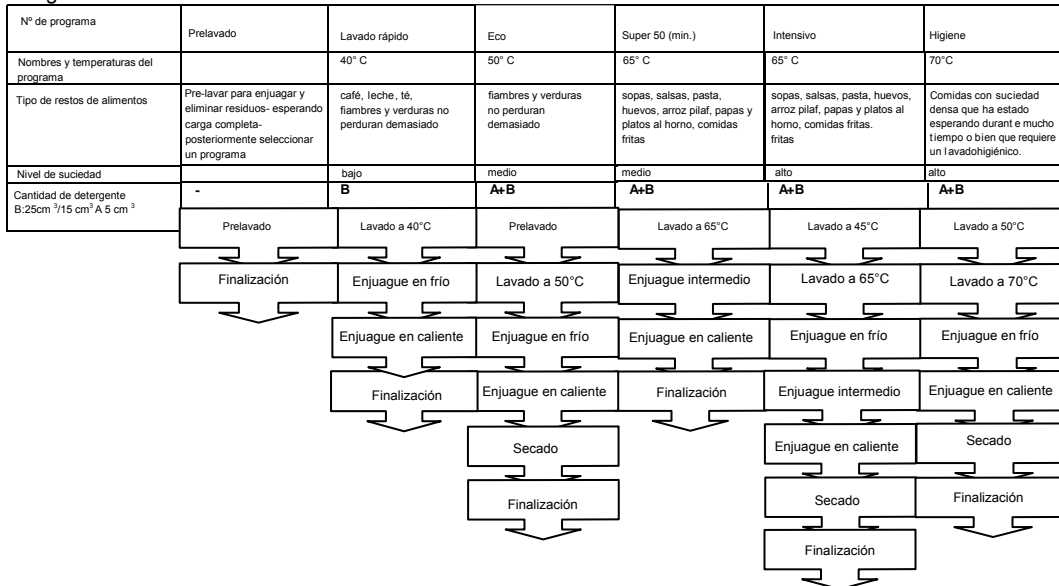 Nº de programa
Prelavado
Lavado rápido
Eco
Super 50 (min.)
Intensivo
Higiene
Nombres y temperaturas del
programa
40° C
50° C
65° C
65° C
70°C
Tipo de restos de alimentos
Pre-lavar para enjuagar y
eliminar residuos- esperando
carga completa-
posteriormente seleccionar
un programa
café, leche, té,
fiambres y verduras no
perduran demasiado
fiambres y verduras
no perduran
demasiado
sopas, salsas, pasta,
huevos, arroz pilaf, papas y
platos al horno, comidas
fritas
sopas, salsas, pasta, huevos,
arroz pilaf, papas y platos al
horno, comidas fritas.
fritas
Comidas con suciedad
densa que ha estado
esperando durant e mucho
tiempo o bien que requiere
un l avadohigiénico.
Nivel de suciedad
bajo
medio
medio
alto
alto
Cantidad de detergente
B:25cm ³/15 cm³ A 5 cm ³
-
B
A+B
A+B
A+B
A+B
Prelavado
Lavado a 40°C
Prelavado
Lavado a 65°C
Lavado a 45°C
Lavado a 50°C
Finalización
Enjuague en frío
Lavado a 50°C
Enjuague intermedio
Lavado a 65°C
Lavado a 70°C
Enjuague en caliente
Enjuague en frío
Enjuague en caliente
Enjuague en frío
Enjuague en frío
Finalización
Enjuague en caliente
Finalización
Enjuague intermedio
Enjuague en caliente
Secado
Enjuague en caliente
Secado
Finalización
Secado
Finalización
Finalización